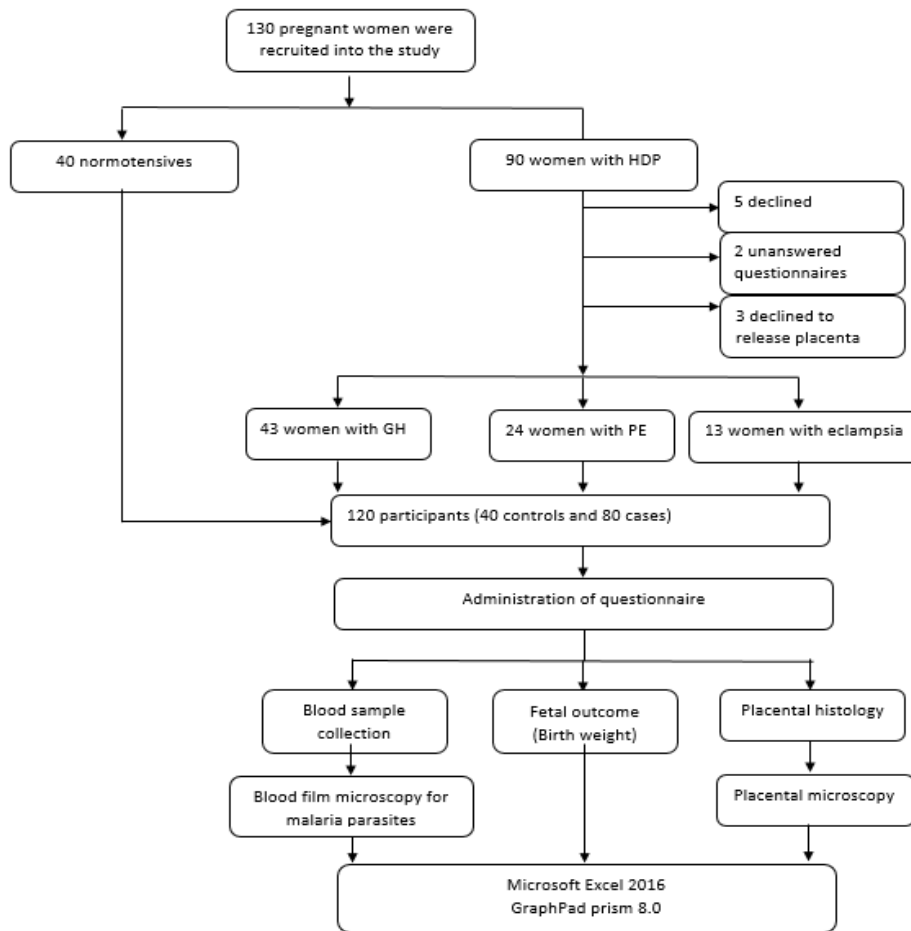 130 pregnant women were
recruited into the study
40 normotensives
90 women with HDP
5 declined
2 unanswered
questionnaires
3 declined to
release placenta
43 women with GH
24 women with PE
13 women with eclampsia
120 participants (40 controls and 80 cases)
Administration of questionnaire
Blood sample
collection
Fetal outcome
(Birth weight)
Placental histology
Blood film microscopy for
malaria parasites
Placental microscopy
Microsoft Excel 2016
GraphPad prism 8.0